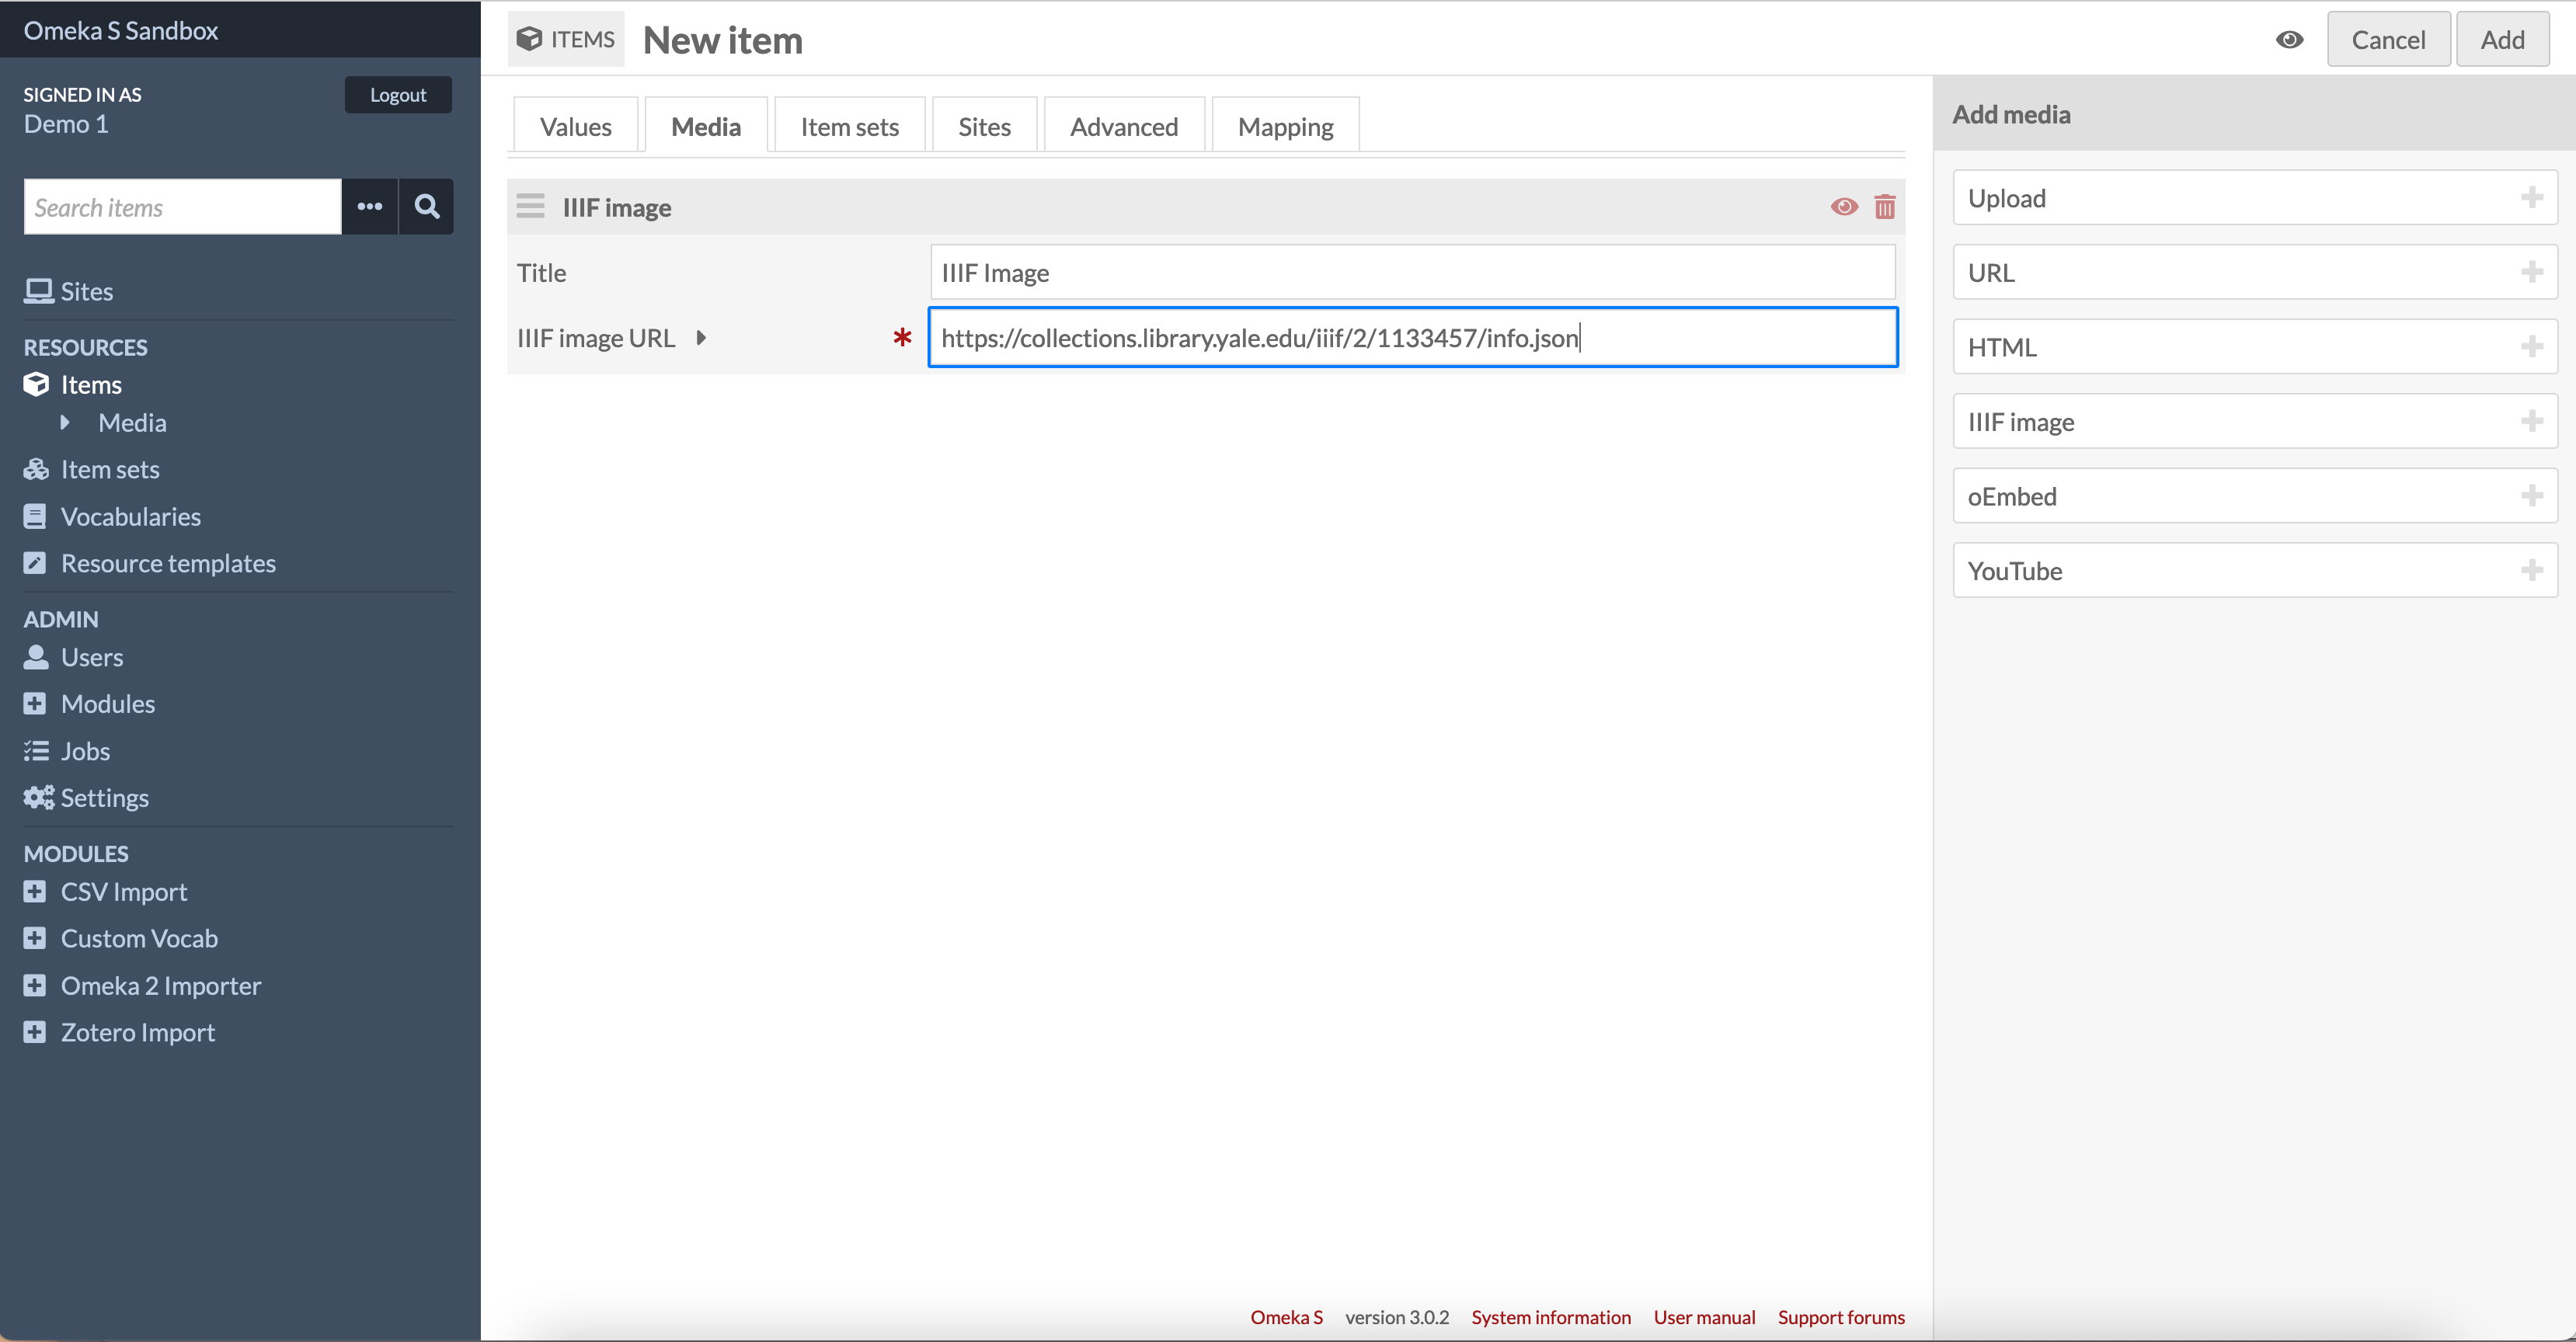 Omeka S Sandbox
SIGNED IN AS
Demo 1
Logout
Search items
Sites
RESOURCES
Items
Media
Item sets
Vocabularies
Resource templates
ADMIN
Users
Modules
Jobs
Settings
MODULES
CSV Import
Custom Vocab
Omeka 2 Importer
Zotero Import
ITEMS New item
Cancel Add
Values Media Item sets Sites Advanced Mapping
IIIF image
Title IIIF Image
IIIF image URL * https://collections.library.yale.edu/iiif/2/1133457/info.json
Add media
Upload
URL
HTML
IIIF image
oEmbed
YouTube
Omeka S version 3.0.2 System information User manual Support forums